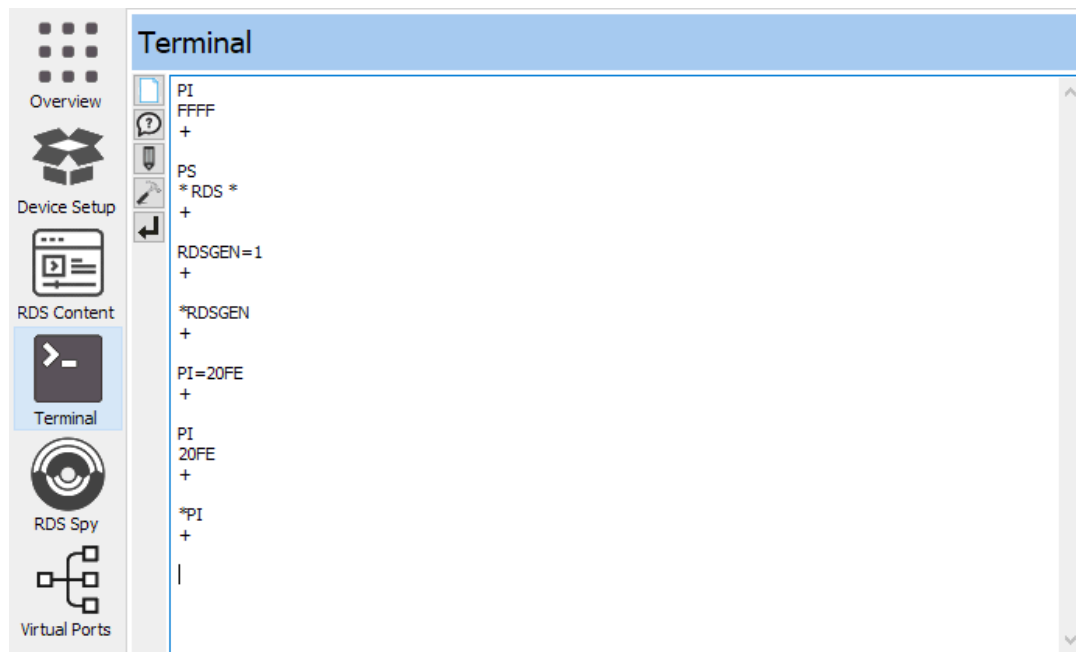 Overview
Device Setup
RDS Content
Terminal
RDS Spy
Virtual Ports
Terminal
PI
FFFF
+
PS
* RDS *
+
RDSGEN=1
+
*RDSGEN
+
PI=20FE
+
PI
20FE
+
*PI
+